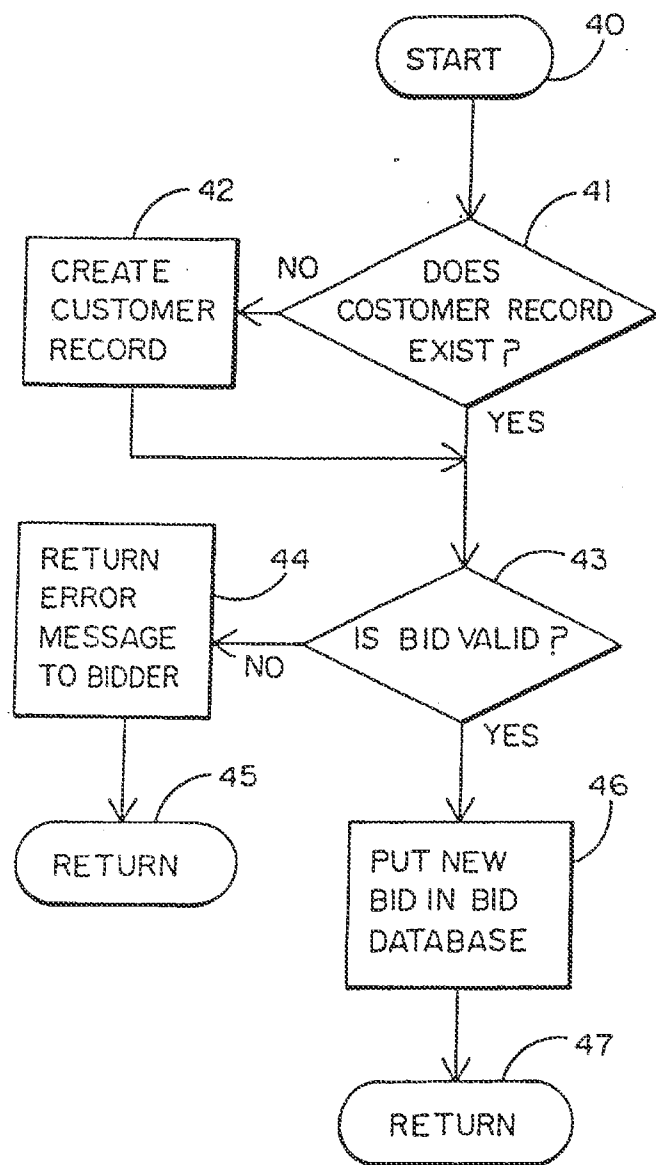 40
START
42
41
CREATE
CUSTOMER
RECORD
NO
DOES
COSTOMER RECORD
EXIST?
YES
44
43
RETURN
ERROR
MESSAGE
TO BIDDER
NO
IS BID VALID?
YES
45
RETURN
46
PUT NEW
BID IN BID
DATABASE
47
RETURN